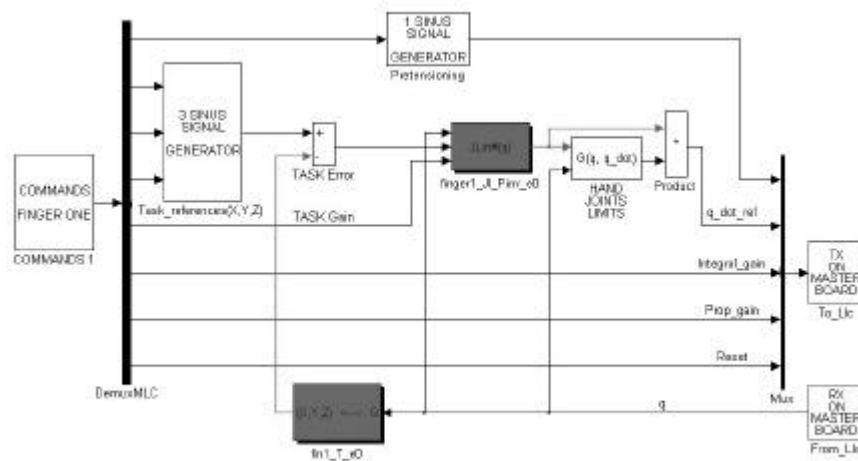 1 SINUS
SIGNAL
GENERATOR
Pretensioning
3 SINUS
SIGNAL
GENERATOR
Task_references(X,Y,Z)
+
-
TASK Error
finger1_Jl_Pinv_e0
G(q, q_dot)
HAND
JOINTS
LIMITS
Product
COMMANDS
FINGER ONE
COMMANDS 1
TASK Gain
q_dot_ref
Integral_gain
Prop_gain
Reset
TX
ON
MASTER
BOARD
To_Llc
DemuxMLC
Mux
(X,Y,Z) <--- Q
fin1_T_e0
q
RX
ON
MASTER
BOARD
From_Llc